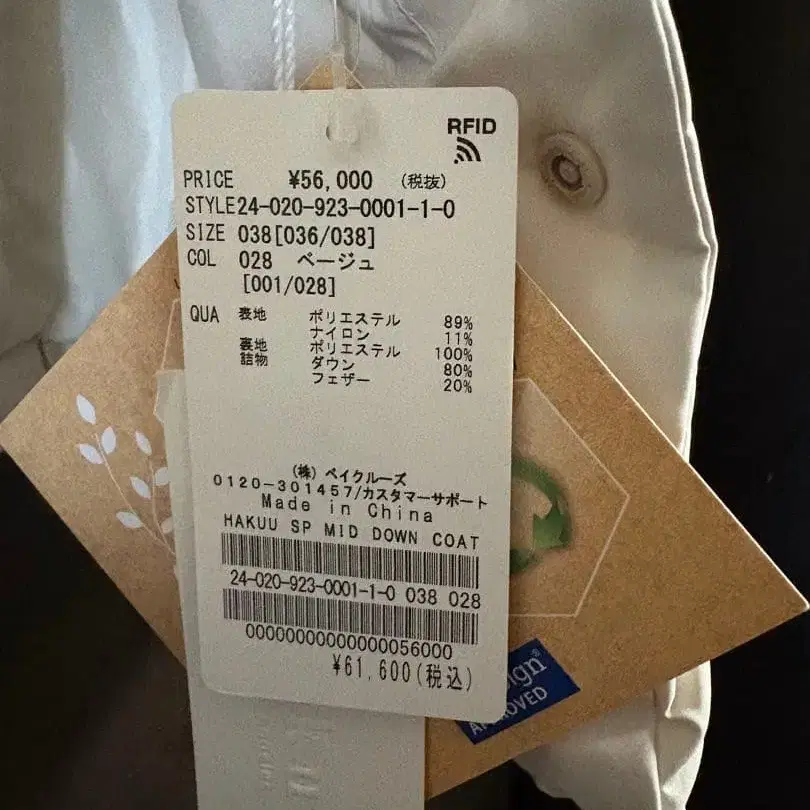 RFID
PRICE ¥56,000 (税抜)
STYLE24-020-923-0001-1-0
SIZE 038[036/038]
COL 028 ベージュ
[001/028]
QUA 表地 ポリエステル 89%
ナイロン 11%
裏地 ポリエステル 100%
詰物 ダウン 80%
フェザー 20%
(株) ベイクルーズ
0120-301457/カスタマーサポート
Made in China
HAKUU SP MID DOWN COAT
24-020-923-0001-1-0 038 028
00000000000000056000
¥61,600(税込)
ign®
APPROVED